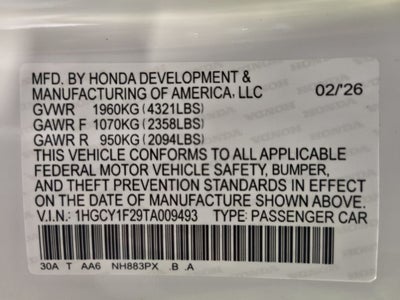 MFD. BY HONDA DEVELOPMENT &
MANUFACTURING OF AMERICA, LLC 02/'26
GVWR 1960KG (4321LBS)
GAWR F 1070KG (2358LBS)
GAWR R 950KG (2094LBS)
THIS VEHICLE CONFORMS TO ALL APPLICABLE
FEDERAL MOTOR VEHICLE SAFETY, BUMPER,
AND THEFT PREVENTION STANDARDS IN EFFECT
ON THE DATE OF MANUFACTURE SHOWN ABOVE.
V.I.N.: 1HGCY1F29TA009493 TYPE: PASSENGER CAR
30A T AA6 NH883PX .B .A